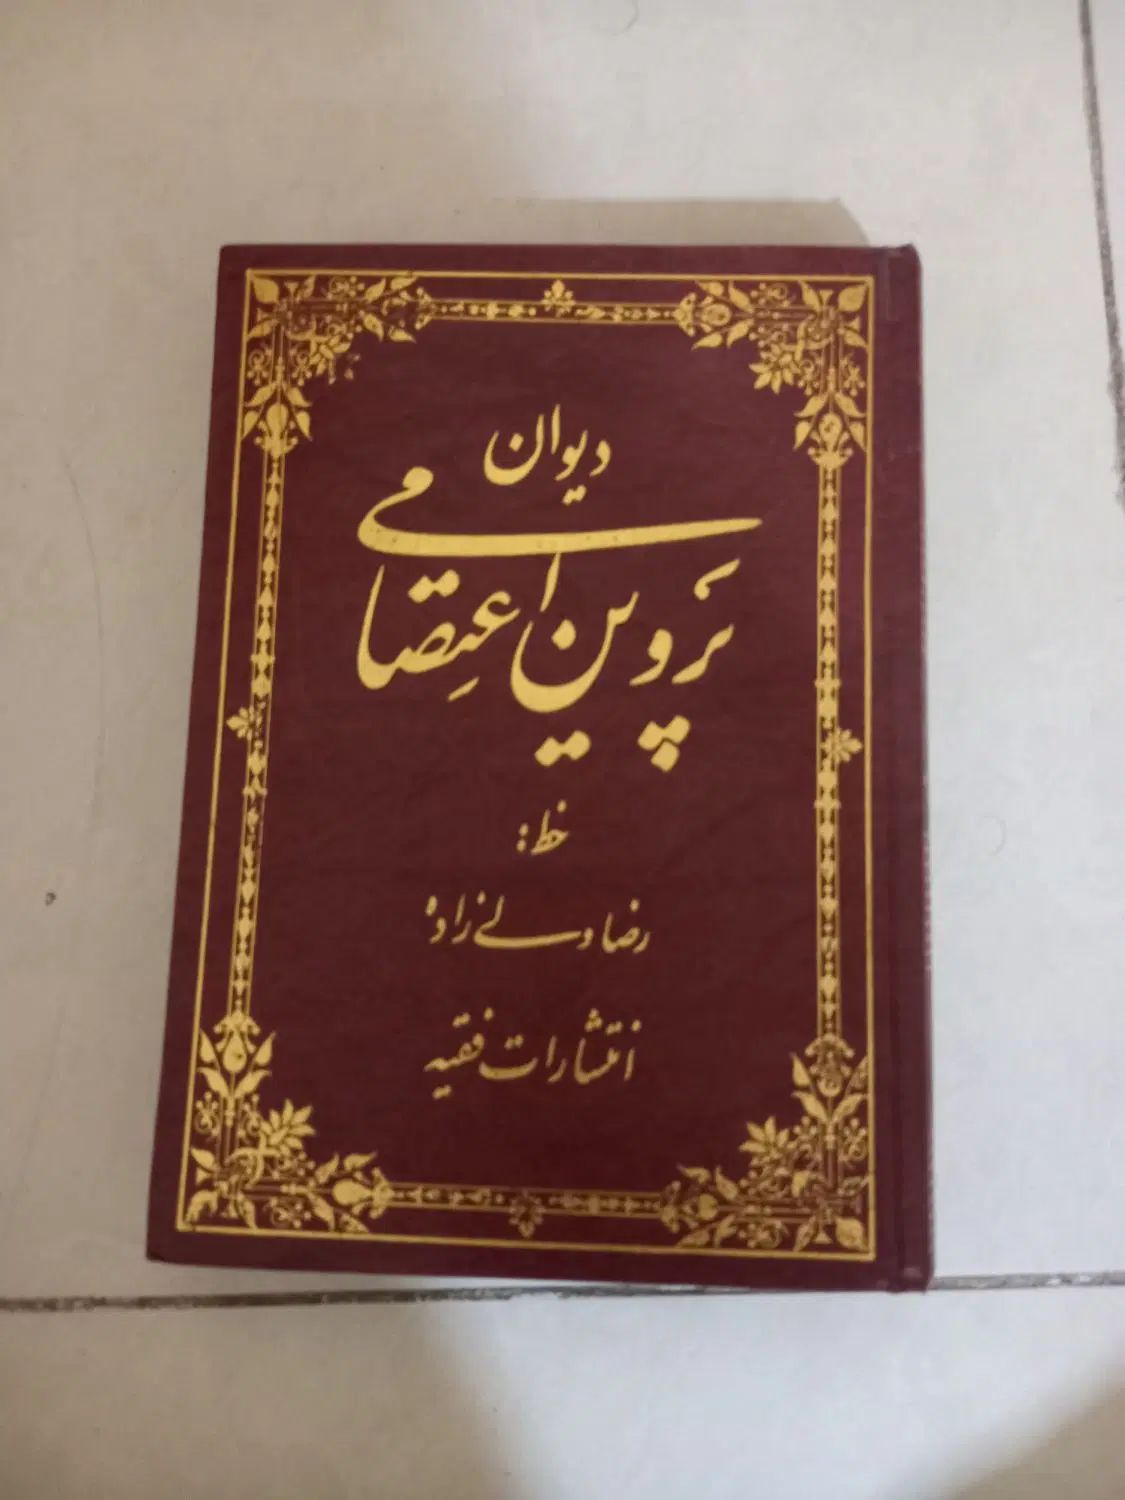 دیوان
پروین اعتصامی
خط:
رضا ولی زاده
انتشارات فقیه